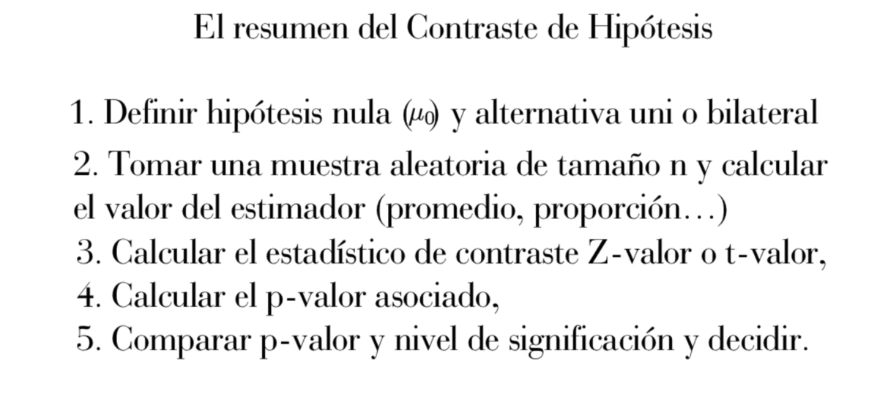 El resumen del Contraste de Hipótesis
1. Definir hipótesis nula (μ₀) y alternativa uni o bilateral
2. Tomar una muestra aleatoria de tamaño n y calcular
el valor del estimador (promedio, proporción...)
3. Calcular el estadístico de contraste Z-valor o t-valor,
4. Calcular el p-valor asociado,
5. Comparar p-valor y nivel de significación y decidir.